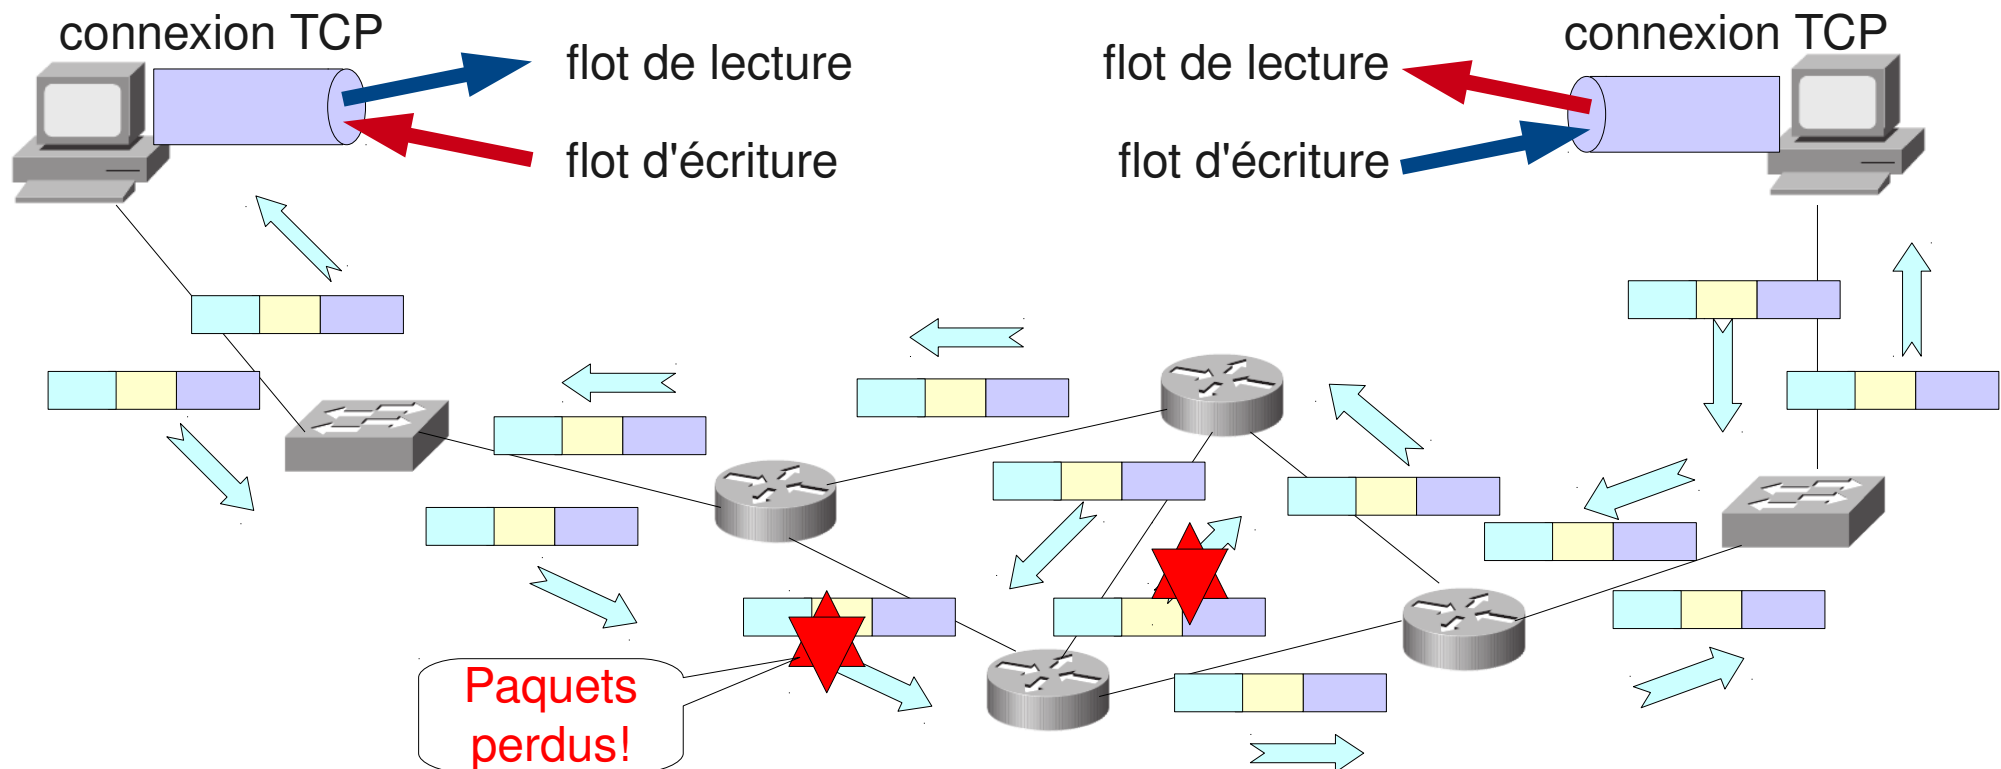 connexion TCP
flot de lecture
flot d'écriture
connexion TCP
flot de lecture
flot d'écriture
Paquets
perdus!